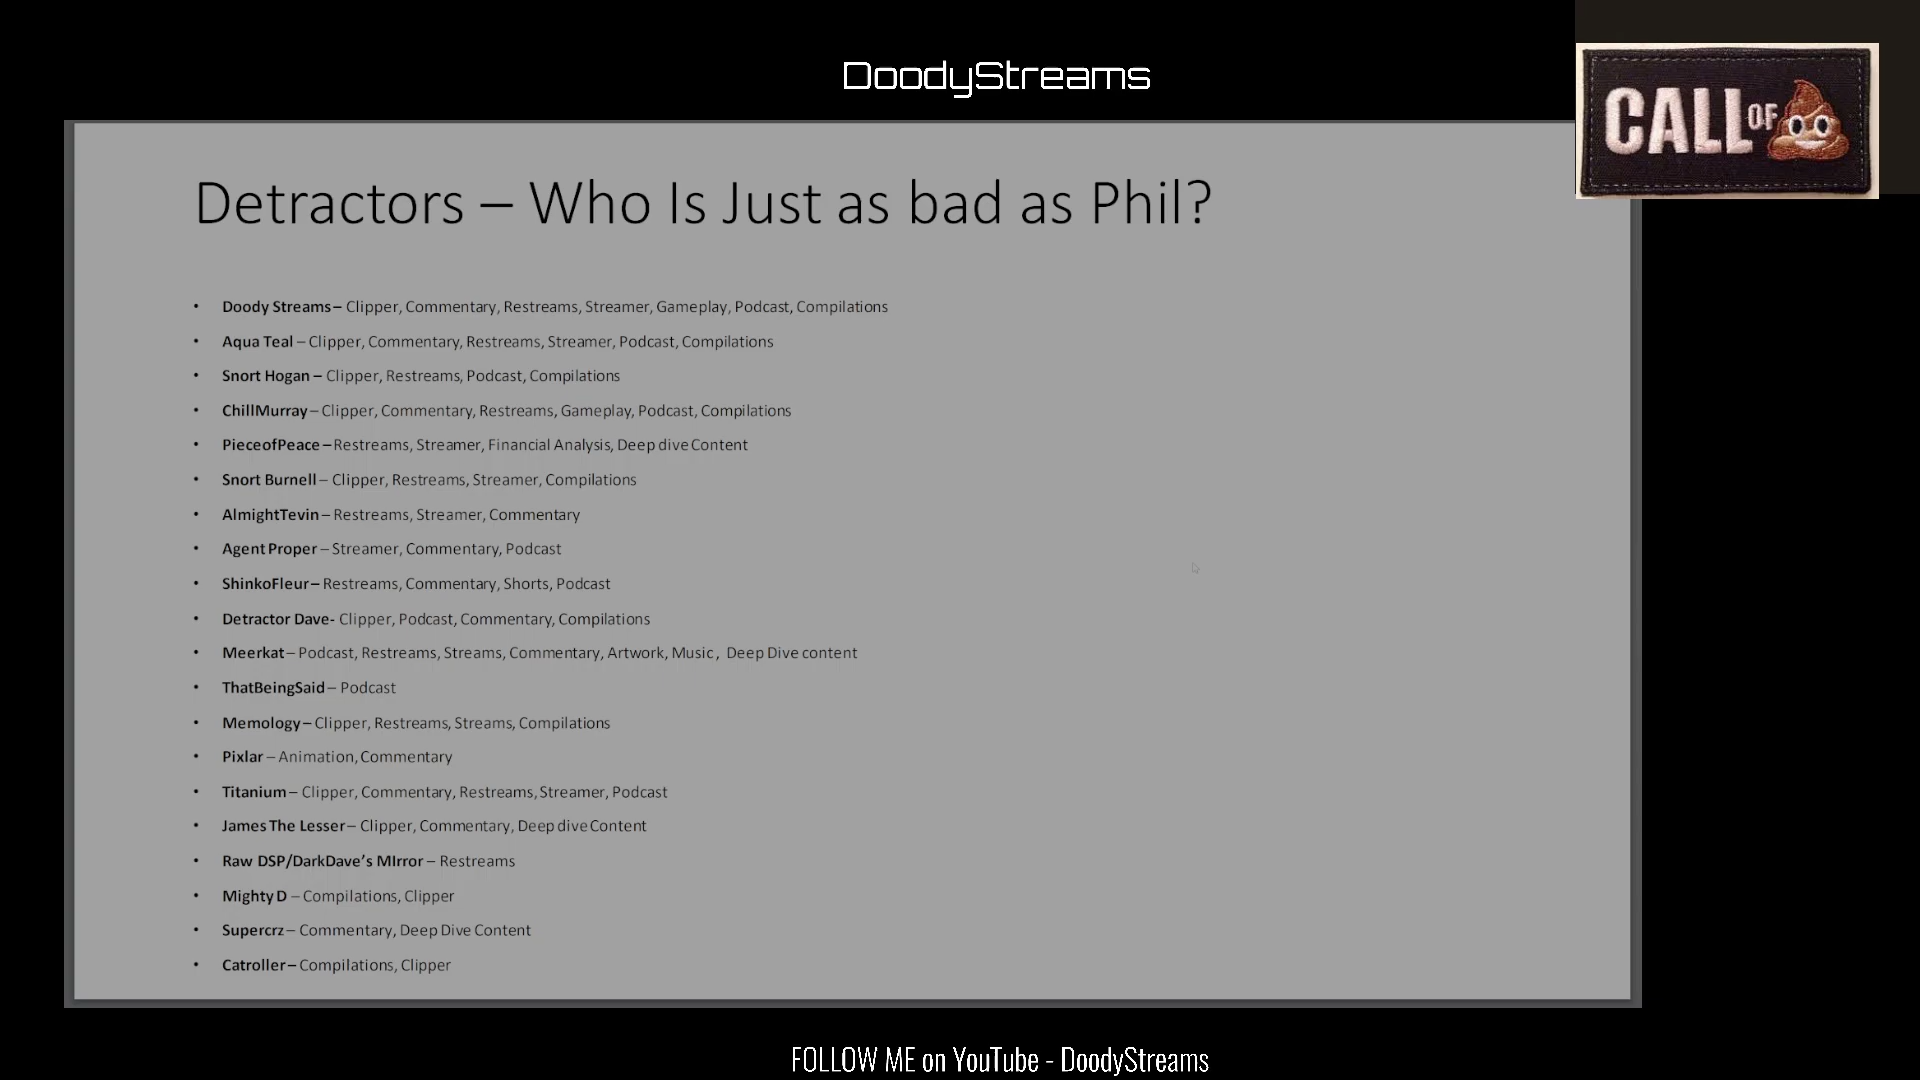 DoodyStreams
CALL OF
Detractors – Who Is Just as bad as Phil?
• Doody Streams – Clipper, Commentary, Restreams, Streamer, Gameplay, Podcast, Compilations
• Aqua Teal – Clipper, Commentary, Restreams, Streamer, Podcast, Compilations
• Snort Hogan – Clipper, Restreams, Podcast, Compilations
• ChillMurray – Clipper, Commentary, Restreams, Gameplay, Podcast, Compilations
• PieceofPeace – Restreams, Streamer, Financial Analysis, Deep dive Content
• Snort Burnell – Clipper, Restreams, Streamer, Compilations
• AlmightTevin – Restreams, Streamer, Commentary
• Agent Proper – Streamer, Commentary, Podcast
• ShinkoFleur – Restreams, Commentary, Shorts, Podcast
• Detractor Dave- Clipper, Podcast, Commentary, Compilations
• Meerkat – Podcast, Restreams, Streams, Commentary, Artwork, Music, Deep Dive content
• ThatBeingSaid – Podcast
• Memology – Clipper, Restreams, Streams, Compilations
• Pixlar – Animation, Commentary
• Titanium – Clipper, Commentary, Restreams, Streamer, Podcast
• James The Lesser – Clipper, Commentary, Deep dive Content
• Raw DSP/DarkDave's MIrror – Restreams
• Mighty D – Compilations, Clipper
• Supercrz – Commentary, Deep Dive Content
• Catroller – Compilations, Clipper
FOLLOW ME on YouTube - DoodyStreams